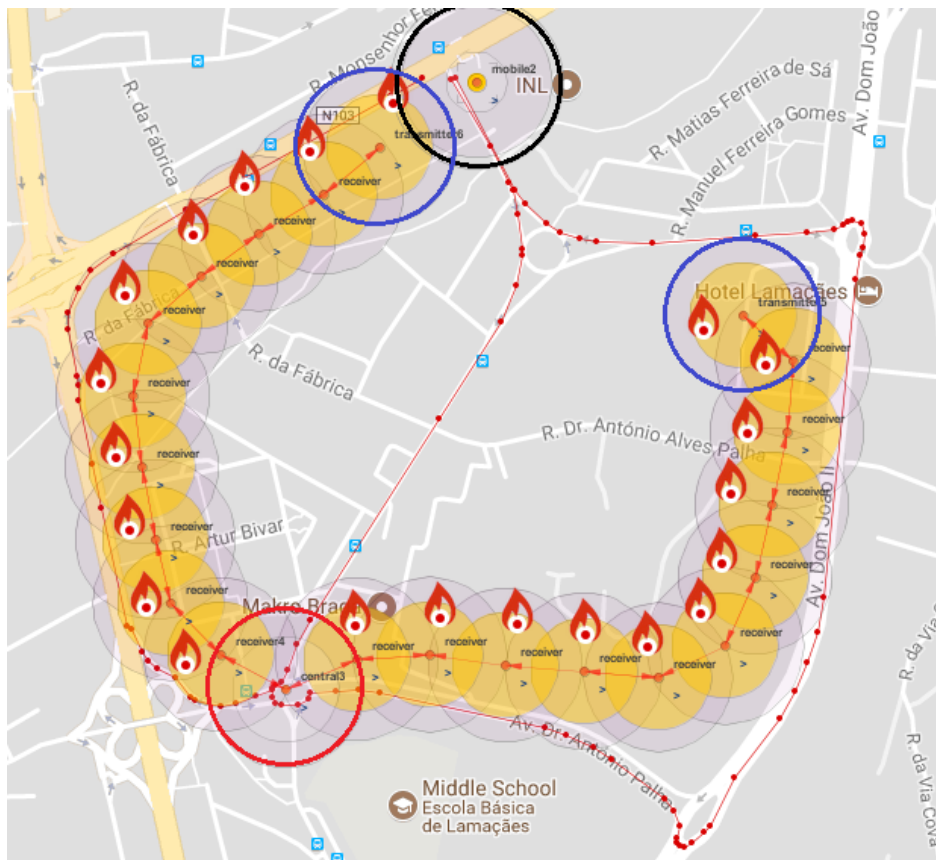 R. Monsenhor Fe
mobile2
INL
R. da Fábrica
N103
transmitter6
R. Matias Ferreira de Sá
R. Manuel Ferreira Gomes
Av. Dom João
receiver
receiver
receiver
receiver
R. da Fábrica
Hotel Lamaçães
transmitter5
receiver
receiver
R. da Fábrica
receiver
R. Dr. António Alves Palha
receiver
receiver
receiver
receiver
R. Artur Bivar
receiver
Av. Dom João II
receiver
Makro Braga
receiver4
receiver
receiver
receiver
receiver
receiver
receiver
central3
Av. Dr. António Palha
R. da Via Co
R. da Via Cova
Middle School
Escola Básica
de Lamaçães